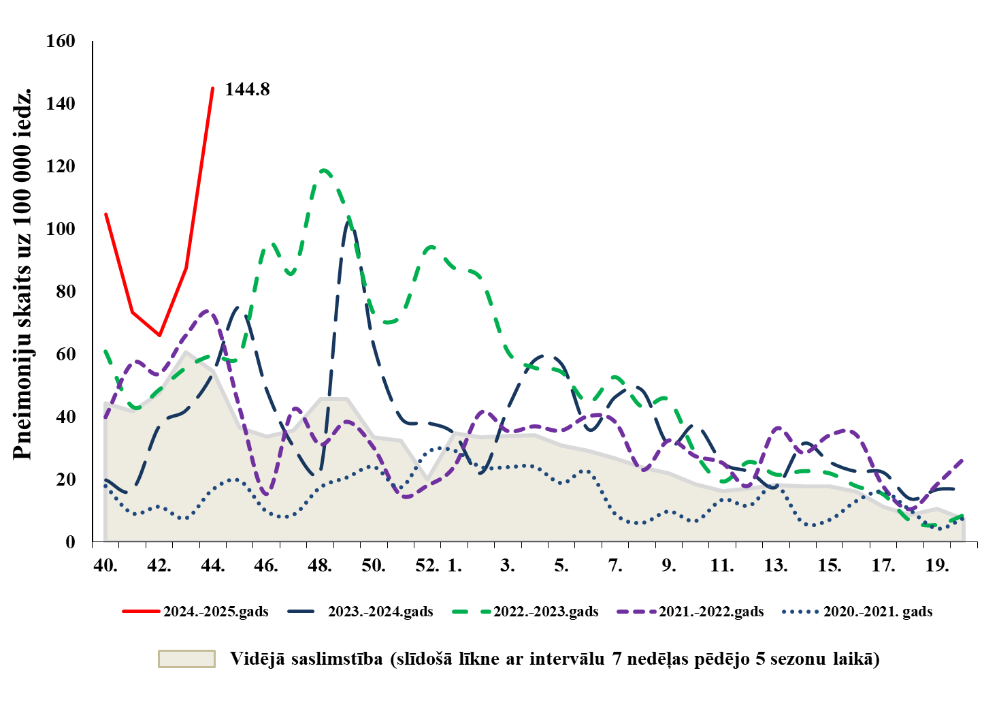 Pneimoniju skaits uz 100 000 iedz.
160
140
120
100
80
60
40
20
0
144.8
40. 42. 44. 46. 48. 50. 52. 1. 3. 5. 7. 9. 11. 13. 15. 17. 19.
2024.-2025.gads 2023.-2024.gads 2022.-2023.gads 2021.-2022.gads 2020.-2021. gads
Vidējā saslimstība (slīdošā līkne ar intervālu 7 nedēļas pēdējo 5 sezonu laikā)